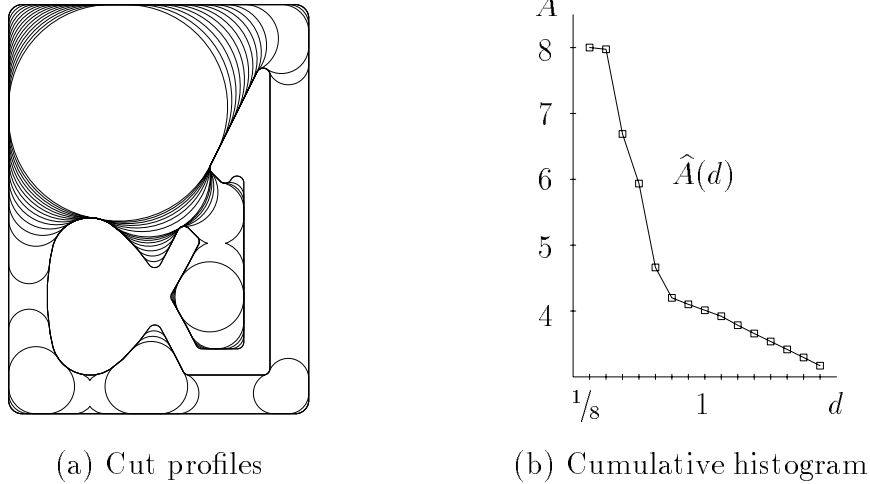 A
8
7
6
Â(d)
5
4
1/8 1 d
(a) Cut profiles
(b) Cumulative histogram